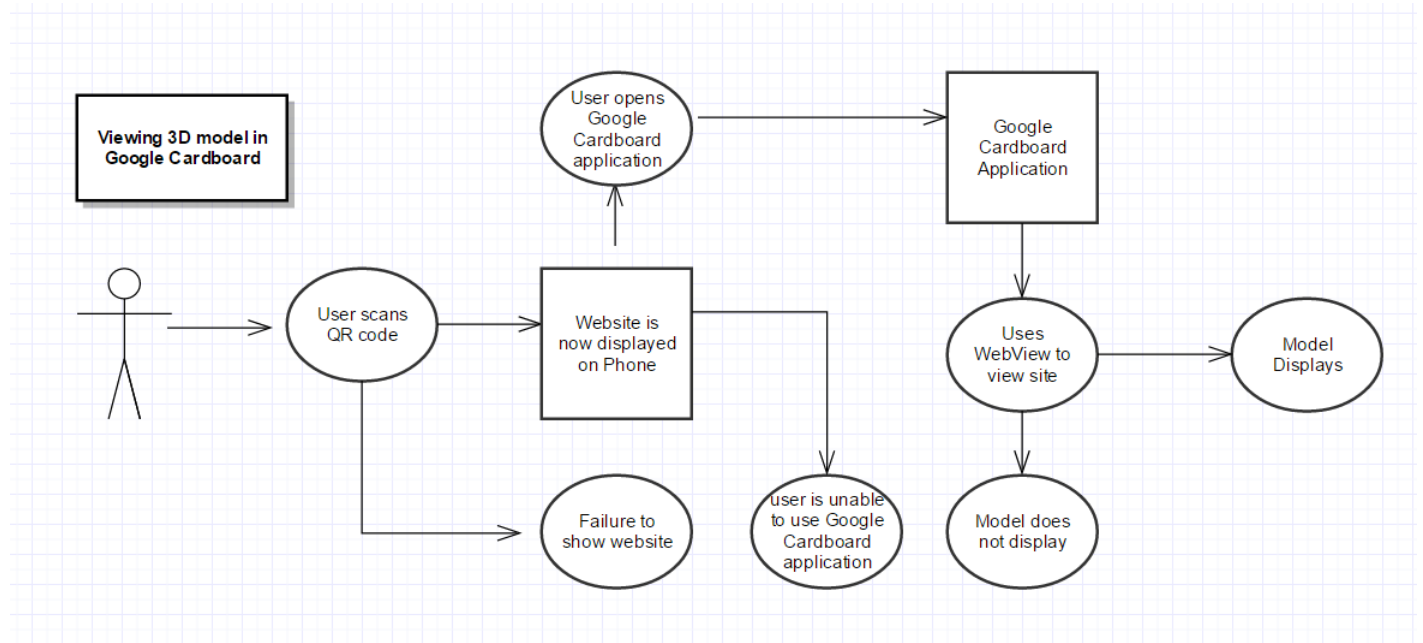 Viewing 3D model in
Google Cardboard
User opens
Google
Cardboard
application
Google
Cardboard
Application
User scans
QR code
Website is
now displayed
on Phone
Uses
WebView to
view site
Model
Displays
Failure to
show website
user is unable
to use Google
Cardboard
application
Model does
not display